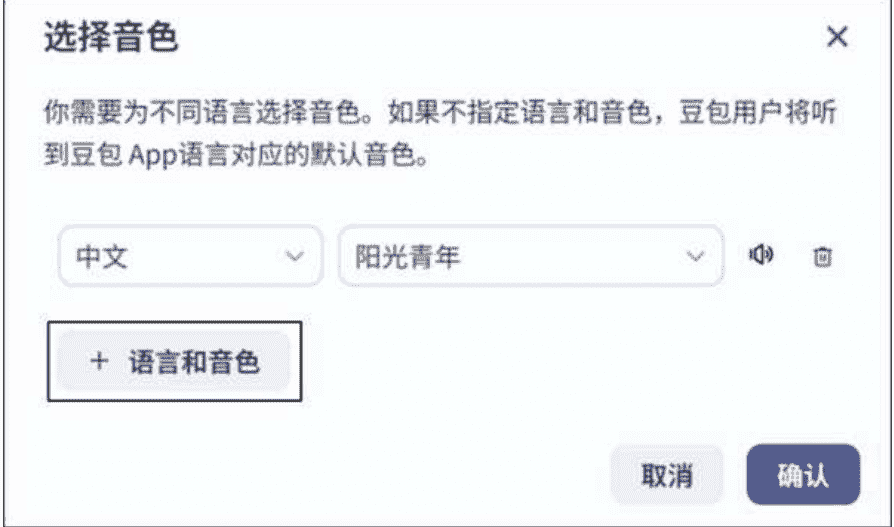 选择音色
你需要为不同语言选择音色。如果不指定语言和音色，豆包用户将听
到豆包 App语言对应的默认音色。
中文 阳光青年
+ 语言和音色
取消 确认